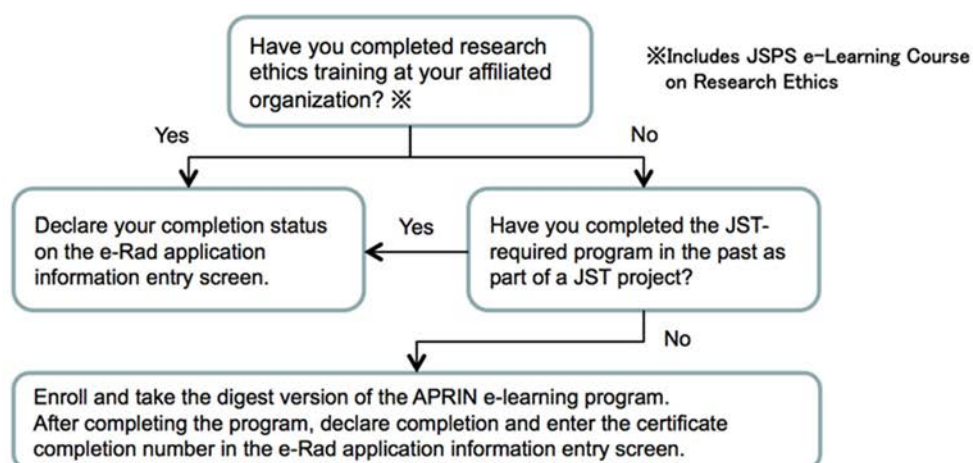 Have you completed research
ethics training at your affiliated
organization? ※
※Includes JSPS e-Learning Course
on Research Ethics
Yes
No
Declare your completion status
on the e-Rad application
information entry screen.
Yes
Have you completed the JST-
required program in the past as
part of a JST project?
No
Enroll and take the digest version of the APRIN e-learning program.
After completing the program, declare completion and enter the certificate
completion number in the e-Rad application information entry screen.